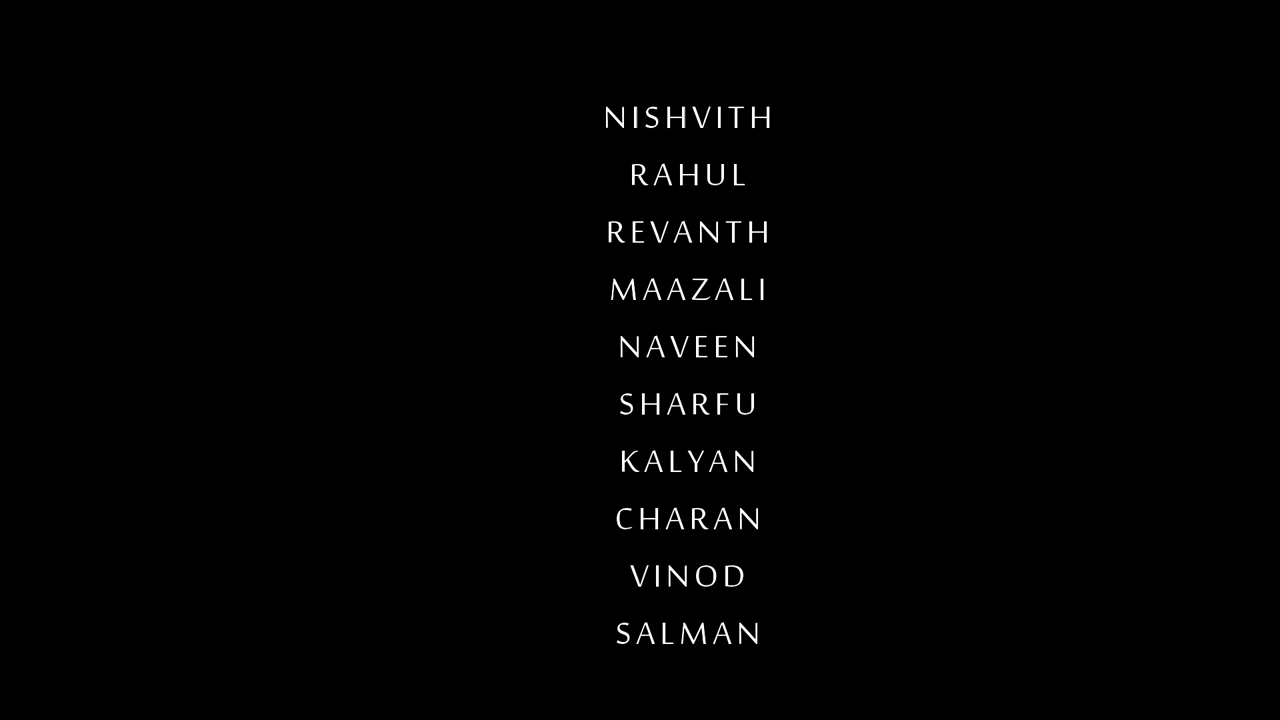 NISHVITH
RAHUL
REVANTH
MAAZALI
NAVEEN
SHARFU
KALYAN
CHARAN
VINOD
SALMAN